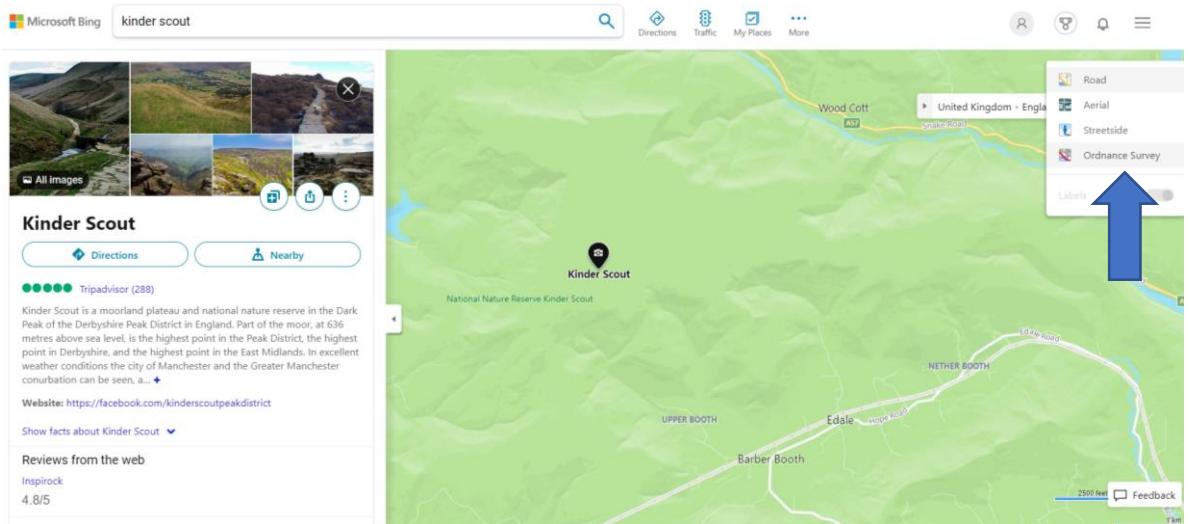 Microsoft Bing
kinder scout
Directions
Traffic
My Places
More
All images
Kinder Scout
Directions
Nearby
Tripadvisor (288)
Kinder Scout is a moorland plateau and national nature reserve in the Dark
Peak of the Derbyshire Peak District in England. Part of the moor, at 636
metres above sea level, is the highest point in the Peak District, the highest
point in Derbyshire, and the highest point in the East Midlands. In excellent
weather conditions the city of Manchester and the Greater Manchester
conurbation can be seen, a... +
Website: https://facebook.com/kinderscoutpeakdistrict
Show facts about Kinder Scout
Reviews from the web
Inspirock
4.8/5
Wood Cott
A57
Snake Road
United Kingdom - Engla
Road
Aerial
Streetside
Ordnance Survey
Labels
Kinder Scout
National Nature Reserve Kinder Scout
Edale Road
NETHER BOOTH
UPPER BOOTH
Edale
Hope Road
Barber Booth
2500 feet
Feedback
1 km